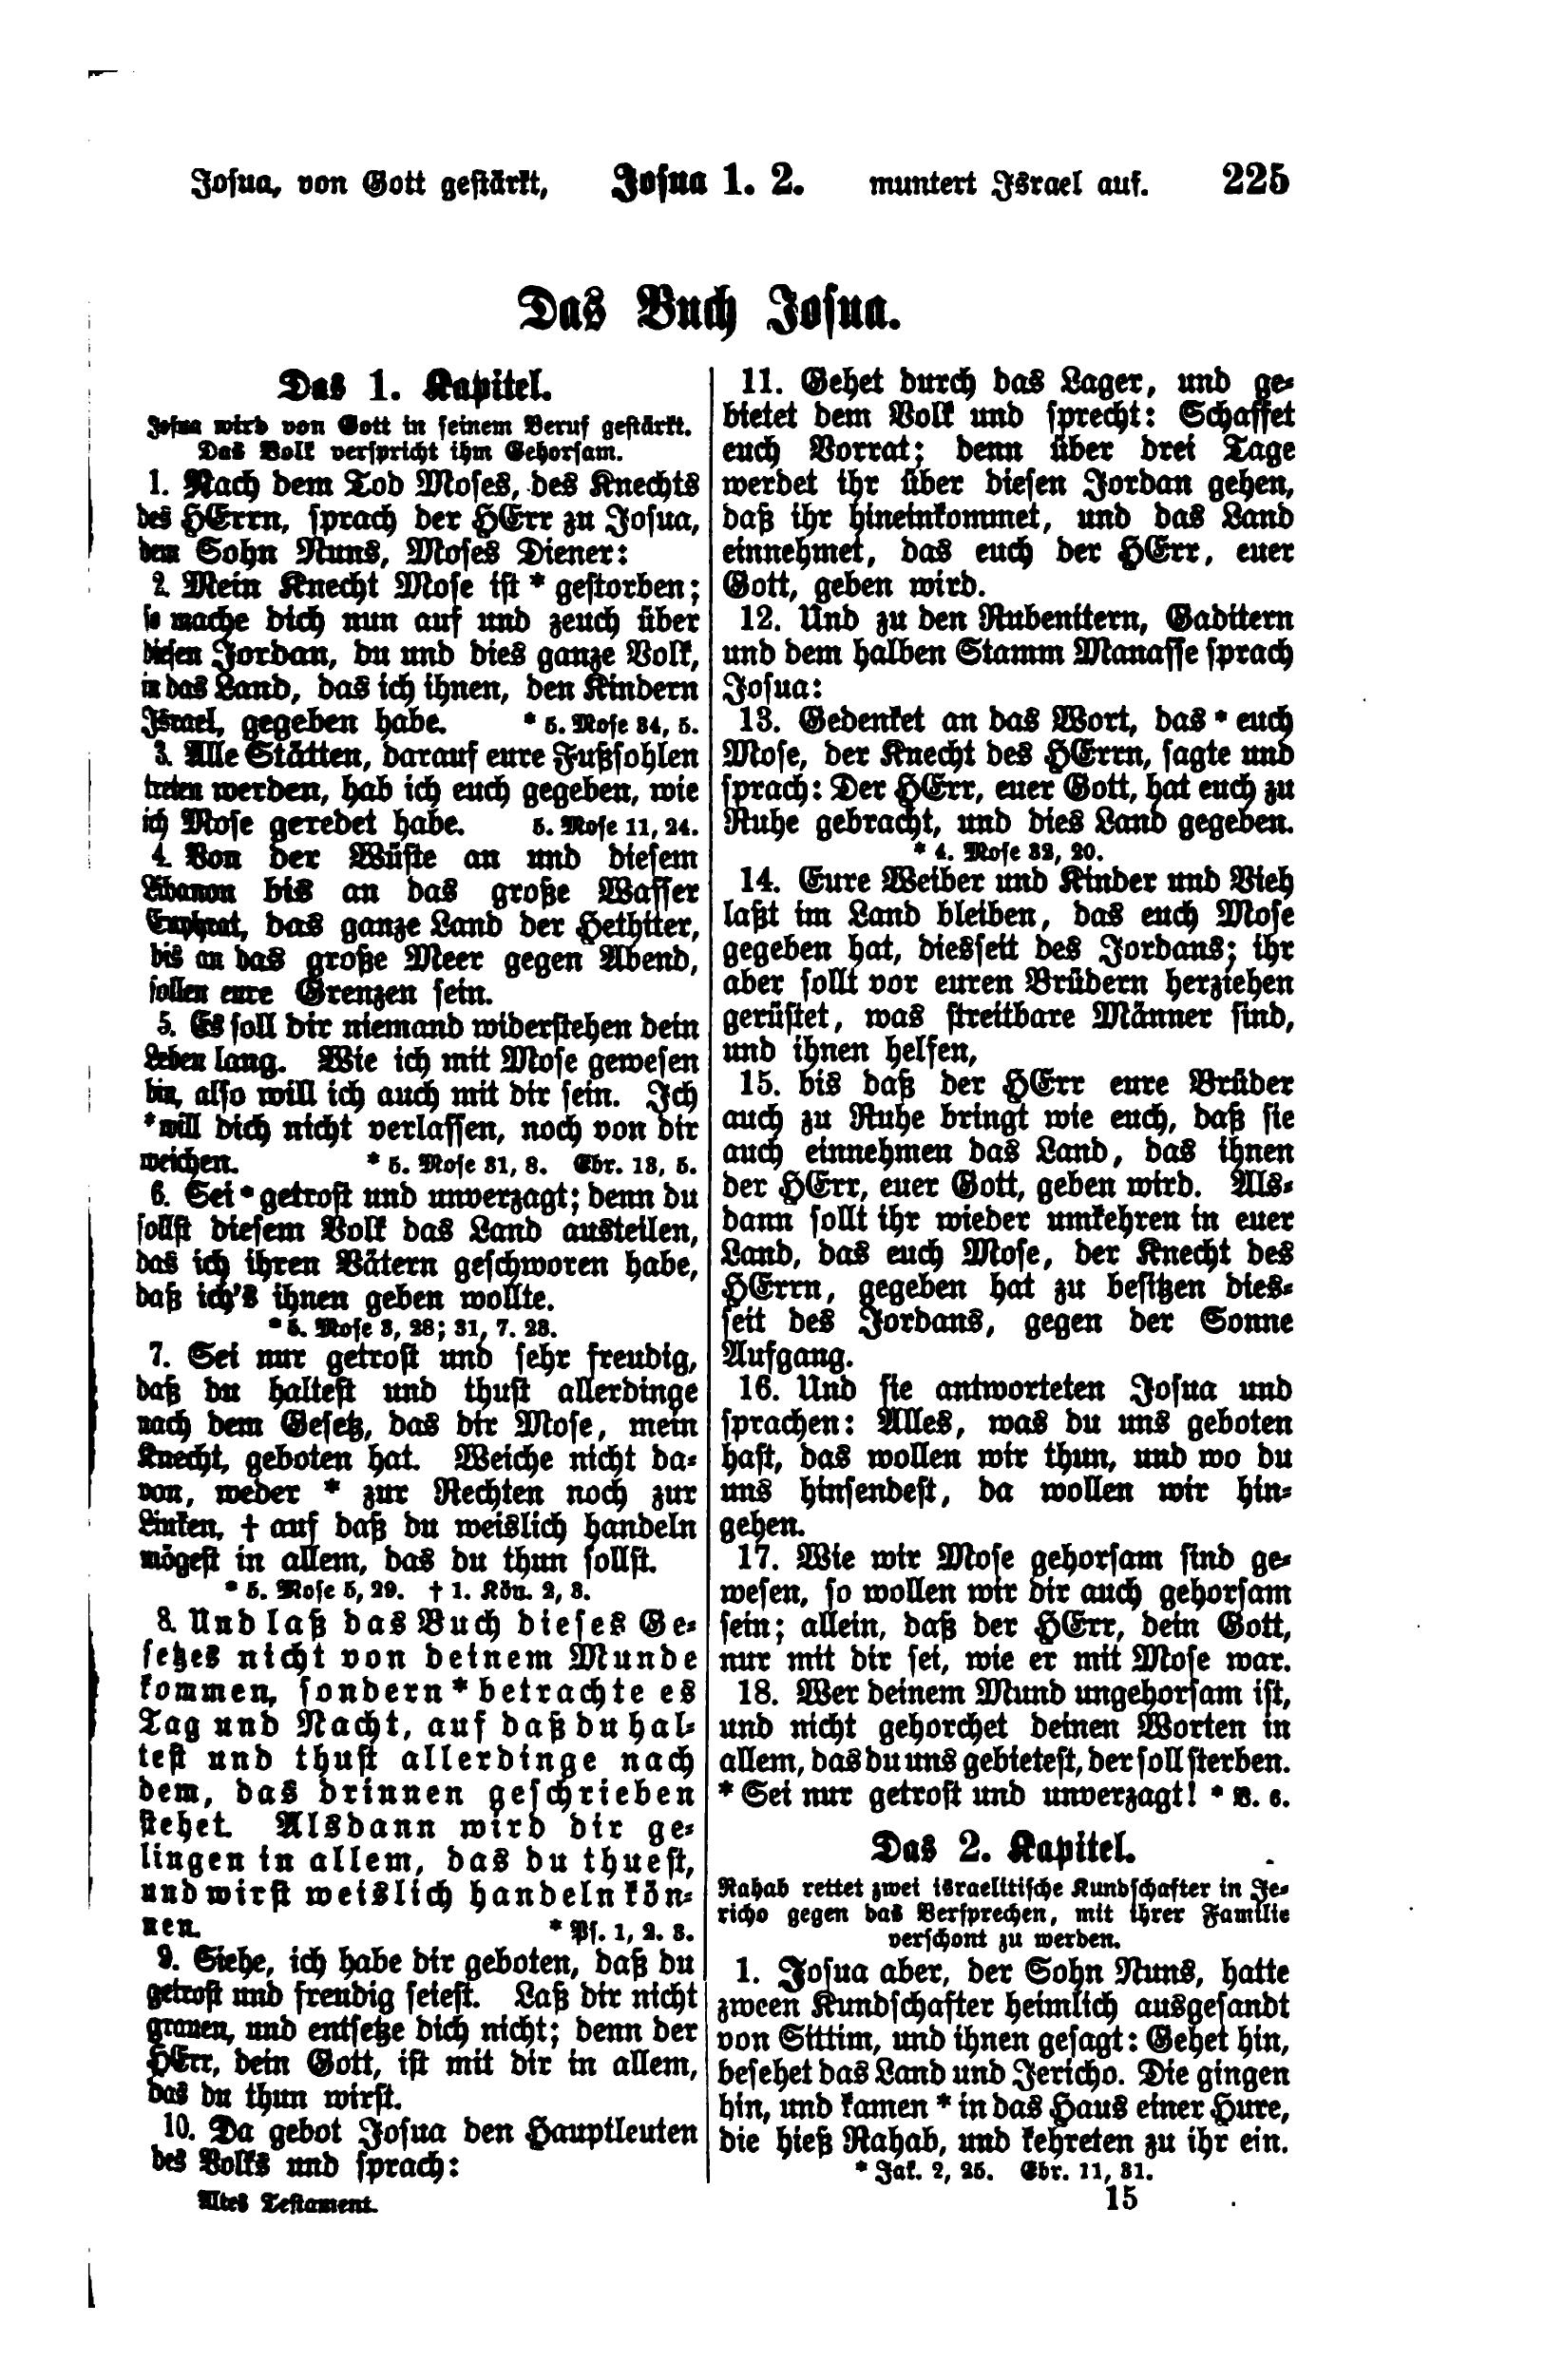 Josua, von Gott gestärkt, Josua 1. 2. muntert Israel auf. 225
Das Buch Josua.
Das 1. Kapitel.
Josua wird von Gott in seinem Beruf gestärkt.
Das Volk verspricht ihm Gehorsam.
1. Nach dem Tod Moses, des Knechts
des HErrn, sprach der HErr zu Josua,
dem Sohn Nuns, Moses Diener:
2. Mein Knecht Mose ist * gestorben;
so mache dich nun auf und zeuch über
diesen Jordan, du und dies ganze Volk,
in das Land, das ich ihnen, den Kindern
Israel, gegeben habe. * 5. Mose 34, 5.
3. Alle Stätten, darauf eure Fußsohlen
treten werden, hab ich euch gegeben, wie
ich Mose geredet habe. 5. Mose 11, 24.
4. Von der Wüste an und diesem
Libanon bis an das große Wasser
Euphrat, das ganze Land der Hethiter,
bis an das große Meer gegen Abend,
sollen eure Grenzen sein.
5. Es soll dir niemand widerstehen dein
Leben lang. Wie ich mit Mose gewesen
bin, also will ich auch mit dir sein. Ich
*will dich nicht verlassen, noch von dir
weichen. * 5. Mose 31, 8. Ebr. 13, 5.
6. Sei * getrost und unverzagt; denn du
sollst diesem Volk das Land austeilen,
das ich ihren Vätern geschworen habe,
daß ich's ihnen geben wollte.
* 5. Mose 3, 28; 31, 7. 23.
7. Sei nur getrost und sehr freudig,
daß du haltest und thust allerdinge
nach dem Gesetz, das dir Mose, mein
Knecht, geboten hat. Weiche nicht da-
von, weder * zur Rechten noch zur
Linken, † auf daß du weislich handeln
mögest in allem, das du thun sollst.
* 5. Mose 5, 29. † 1. Kön. 2, 3.
8. Und laß das Buch dieses Ge-
setzes nicht von deinem Munde
kommen, sondern * betrachte es
Tag und Nacht, auf daß du hal-
test und thust allerdinge nach
dem, das drinnen geschrieben
stehet. Alsdann wird dir ge-
lingen in allem, das du thuest,
und wirst weislich handeln kön-
nen. * Ps. 1, 2. 3.
9. Siehe, ich habe dir geboten, daß du
getrost und freudig seiest. Laß dir nicht
grauen, und entsetze dich nicht; denn der
HErr, dein Gott, ist mit dir in allem,
das du thun wirst.
10. Da gebot Josua den Hauptleuten
des Volks und sprach:
Altes Testament.
11. Gehet durch das Lager, und ge-
bietet dem Volk und sprecht: Schaffet
euch Vorrat; denn über drei Tage
werdet ihr über diesen Jordan gehen,
daß ihr hineinkommet, und das Land
einnehmet, das euch der HErr, euer
Gott, geben wird.
12. Und zu den Rubenitern, Gaditern
und dem halben Stamm Manasse sprach
Josua:
13. Gedenket an das Wort, das * euch
Mose, der Knecht des HErrn, sagte und
sprach: Der HErr, euer Gott, hat euch zu
Ruhe gebracht, und dies Land gegeben.
* 4. Mose 32, 20.
14. Eure Weiber und Kinder und Vieh
laßt im Land bleiben, das euch Mose
gegeben hat, diesseit des Jordans; ihr
aber sollt vor euren Brüdern herziehen
gerüstet, was streitbare Männer sind,
und ihnen helfen,
15. bis daß der HErr eure Brüder
auch zu Ruhe bringt wie euch, daß sie
auch einnehmen das Land, das ihnen
der HErr, euer Gott, geben wird. Als-
dann sollt ihr wieder umkehren in euer
Land, das euch Mose, der Knecht des
HErrn, gegeben hat zu besitzen dies-
seit des Jordans, gegen der Sonne
Aufgang.
16. Und sie antworteten Josua und
sprachen: Alles, was du uns geboten
hast, das wollen wir thun, und wo du
uns hinsendest, da wollen wir hin-
gehen.
17. Wie wir Mose gehorsam sind ge-
wesen, so wollen wir dir auch gehorsam
sein; allein, daß der HErr, dein Gott,
nur mit dir sei, wie er mit Mose war.
18. Wer deinem Mund ungehorsam ist,
und nicht gehorchet deinen Worten in
allem, das du uns gebietest, der soll sterben.
* Sei nur getrost und unverzagt! * V. 6.
Das 2. Kapitel.
Rahab rettet zwei israelitische Kundschafter in Je-
richo gegen das Versprechen, mit ihrer Familie
verschont zu werden.
1. Josua aber, der Sohn Nuns, hatte
zween Kundschafter heimlich ausgesandt
von Sittim, und ihnen gesagt: Gehet hin,
besehet das Land und Jericho. Die gingen
hin, und kamen * in das Haus einer Hure,
die hieß Rahab, und kehreten zu ihr ein.
* Jak. 2, 25. Ebr. 11, 31.
15